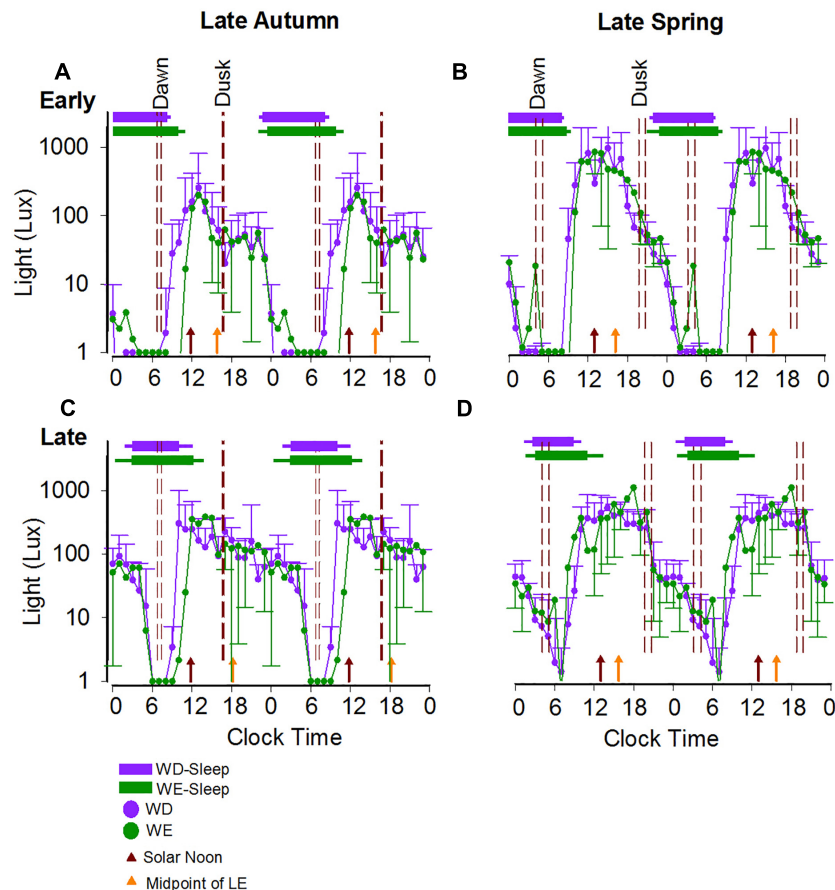 Late Autumn
Late Spring
A
B
Early
Dawn
Dusk
Dawn
Dusk
Light (Lux)
1000
100
10
1
0 6 12 18 0 6 12 18 0
0 6 12 18 0 6 12 18 0
C
D
Late
Light (Lux)
1000
100
10
1
0 6 12 18 0 6 12 18 0
0 6 12 18 0 6 12 18 0
Clock Time
Clock Time
WD-Sleep
WE-Sleep
WD
WE
Solar Noon
Midpoint of LE